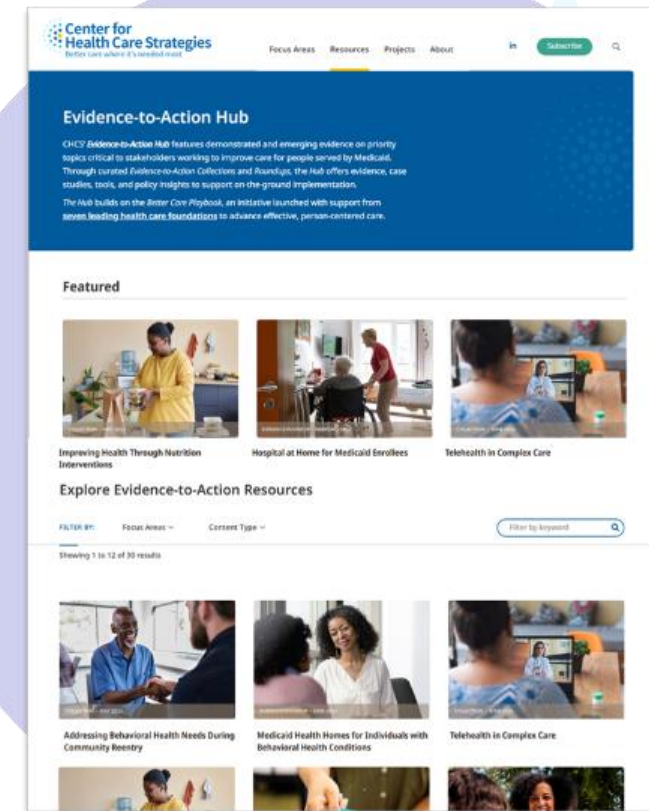 Center for
Health Care Strategies
Better care where it's needed most
Focus Areas Resources Projects About in Subscribe
Evidence-to-Action Hub
CHCS' Evidence-to-Action Hub features demonstrated and emerging evidence on priority
topics critical to stakeholders working to improve care for people served by Medicaid.
Through curated Evidence-to-Action Collections and Roundups, the Hub offers evidence, case
studies, tools, and policy insights to support on-the-ground implementation.
The Hub builds on the Better Care Playbook, an initiative launched with support from
seven leading health care foundations to advance effective, person-centered care.
Featured
Improving Health Through Nutrition
Interventions
Hospital at Home for Medicaid Enrollees
Telehealth in Complex Care
Explore Evidence-to-Action Resources
FILTER BY: Focus Areas Content Type Filter by keyword
Showing 1 to 12 of 30 results
Addressing Behavioral Health Needs During
Community Reentry
Medicaid Health Homes for Individuals with
Behavioral Health Conditions
Telehealth in Complex Care